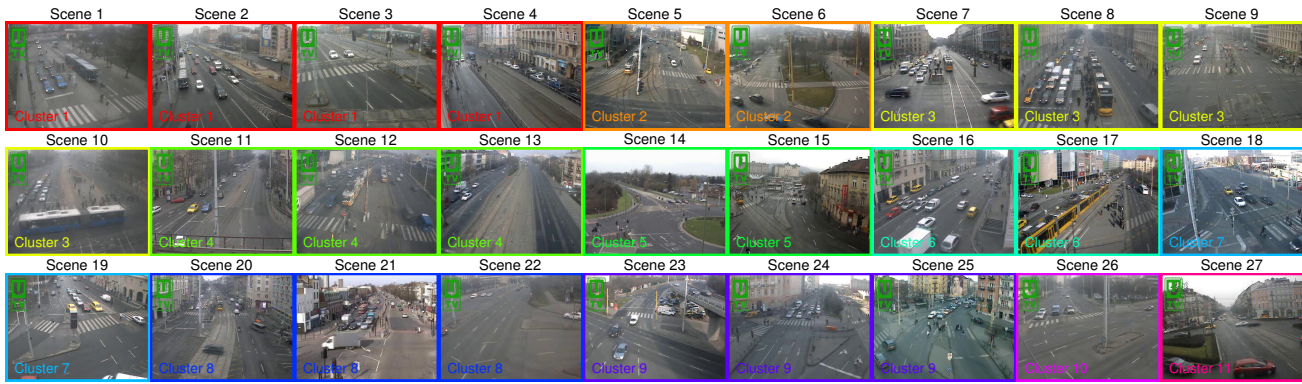 Scene 1 Scene 2 Scene 3 Scene 4 Scene 5 Scene 6 Scene 7 Scene 8 Scene 9
Cluster 1 Cluster 1 Cluster 1 Cluster 1 Cluster 2 Cluster 2 Cluster 3 Cluster 3 Cluster 3
Scene 10 Scene 11 Scene 12 Scene 13 Scene 14 Scene 15 Scene 16 Scene 17 Scene 18
Cluster 3 Cluster 4 Cluster 4 Cluster 4 Cluster 5 Cluster 5 Cluster 6 Cluster 6 Cluster 7
Scene 19 Scene 20 Scene 21 Scene 22 Scene 23 Scene 24 Scene 25 Scene 26 Scene 27
Cluster 7 Cluster 8 Cluster 8 Cluster 8 Cluster 9 Cluster 9 Cluster 9 Cluster 10 Cluster 11